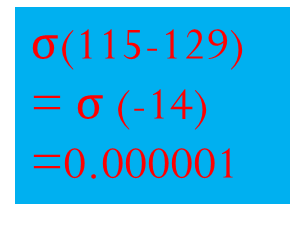 σ(115-129)
= σ (-14)
=0.000001